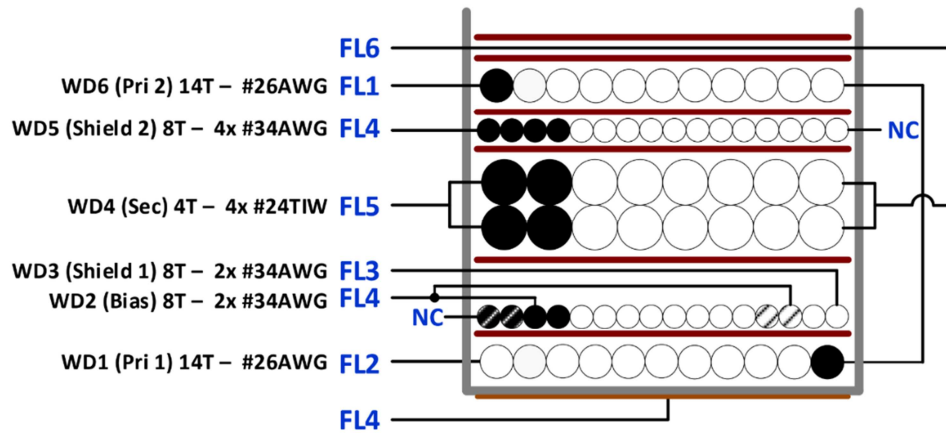 FL6
WD6 (Pri 2) 14T – #26AWG FL1
WD5 (Shield 2) 8T – 4x #34AWG FL4 NC
WD4 (Sec) 4T – 4x #24TIW FL5
WD3 (Shield 1) 8T – 2x #34AWG FL3
WD2 (Bias) 8T – 2x #34AWG FL4
NC
WD1 (Pri 1) 14T – #26AWG FL2
FL4